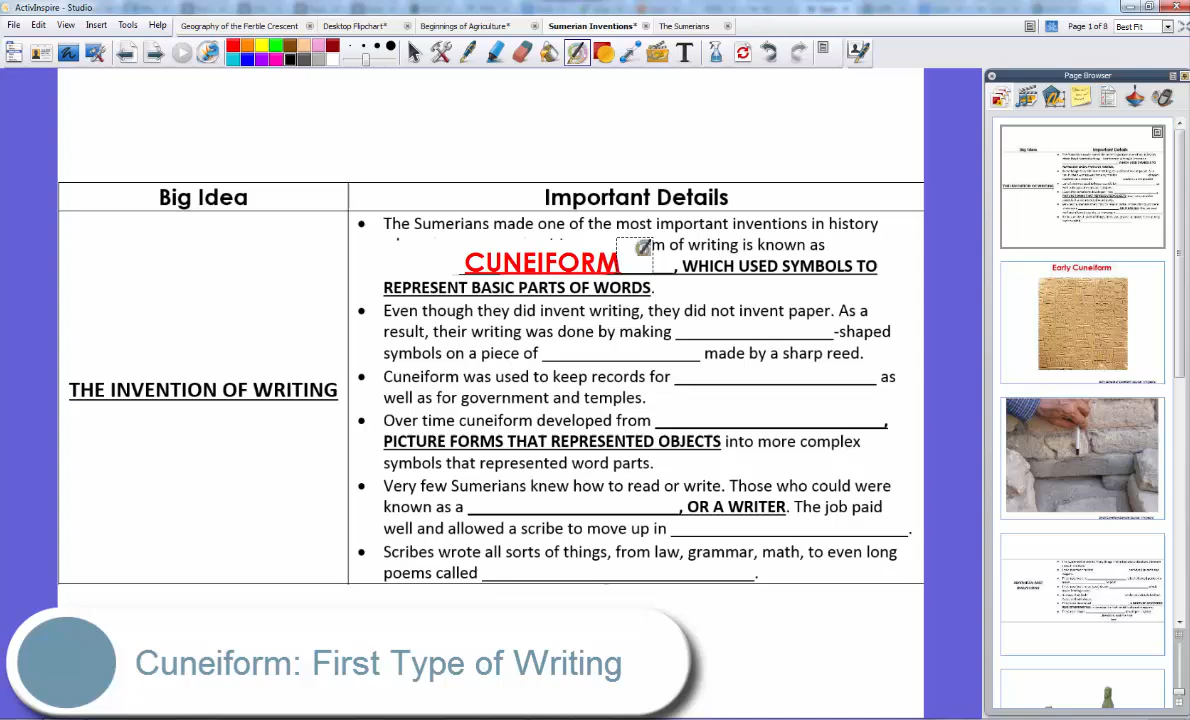 ActivInspire - Studio
File Edit View Insert Tools Help
Geography of the Fertle Crescent
Desktop Flipchart*
Beginnings of Agriculture*
Sumerian Inventions*
The Sumerians
Page 1 of 8
Best Fit
Page Browser
Big Idea
Important Details
• The Sumerians made one of the most important inventions in history
m of writing is known as
CUNEIFORM____, WHICH USED SYMBOLS TO
REPRESENT BASIC PARTS OF WORDS.
• Even though they did invent writing, they did not invent paper. As a
result, their writing was done by making ________________-shaped
symbols on a piece of ________________ made by a sharp reed.
• Cuneiform was used to keep records for ____________________ as
well as for government and temples.
• Over time cuneiform developed from ______________________,
PICTURE FORMS THAT REPRESENTED OBJECTS into more complex
symbols that represented word parts.
• Very few Sumerians knew how to read or write. Those who could were
known as a _____________________, OR A WRITER. The job paid
well and allowed a scribe to move up in ________________________.
• Scribes wrote all sorts of things, from law, grammar, math, to even long
poems called ___________________________.
THE INVENTION OF WRITING
Early Cuneiform
Cuneiform: First Type of Writing